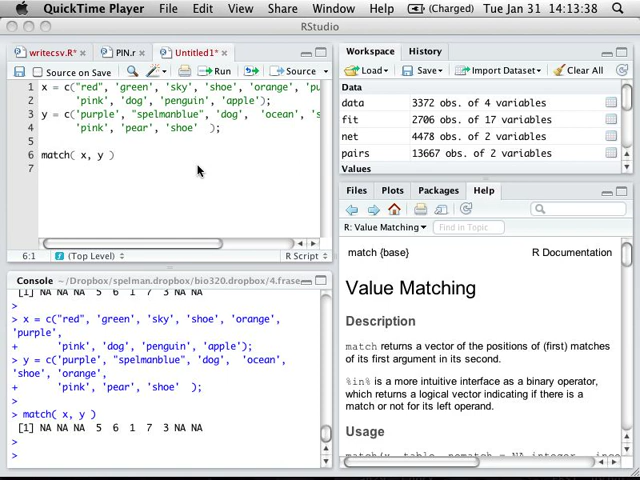 QuickTime Player File Edit View Window Help (Charged) Tue Jan 31 14:13:38
RStudio
writecsv.R* PIN.r Untitled1*
Source on Save Run Source
1 x = c("red", 'green', 'sky', 'shoe', 'orange', 'pu
2 'pink', 'dog', 'penguin', 'apple');
3 y = c('purple', "spelmanblue", 'dog', 'ocean', 's
4 'pink', 'pear', 'shoe' );
5
6 match( x, y )
7
6:1 (Top Level) R Script
Console ~/Dropbox/spelman.dropbox/bio320.dropbox/4.frase
[1] NA NA NA 5 6 1 7 3 NA NA
>
> x = c("red", 'green', 'sky', 'shoe', 'orange',
'purple',
+ 'pink', 'dog', 'penguin', 'apple');
> y = c('purple', "spelmanblue", 'dog', 'ocean',
'shoe', 'orange',
+ 'pink', 'pear', 'shoe' );
>
> match( x, y )
[1] NA NA NA 5 6 1 7 3 NA NA
>
>
Workspace History
Load Save Import Dataset Clear All
Data
data 3372 obs. of 4 variables
fit 2706 obs. of 17 variables
net 4478 obs. of 2 variables
pairs 13667 obs. of 2 variables
Values
Files Plots Packages Help
R: Value Matching Find in Topic
match {base} R Documentation
Value Matching
Description
match returns a vector of the positions of (first) matches
of its first argument in its second.
%in% is a more intuitive interface as a binary operator,
which returns a logical vector indicating if there is a
match or not for its left operand.
Usage
match(x, table, nomatch = NA_integer_, inco